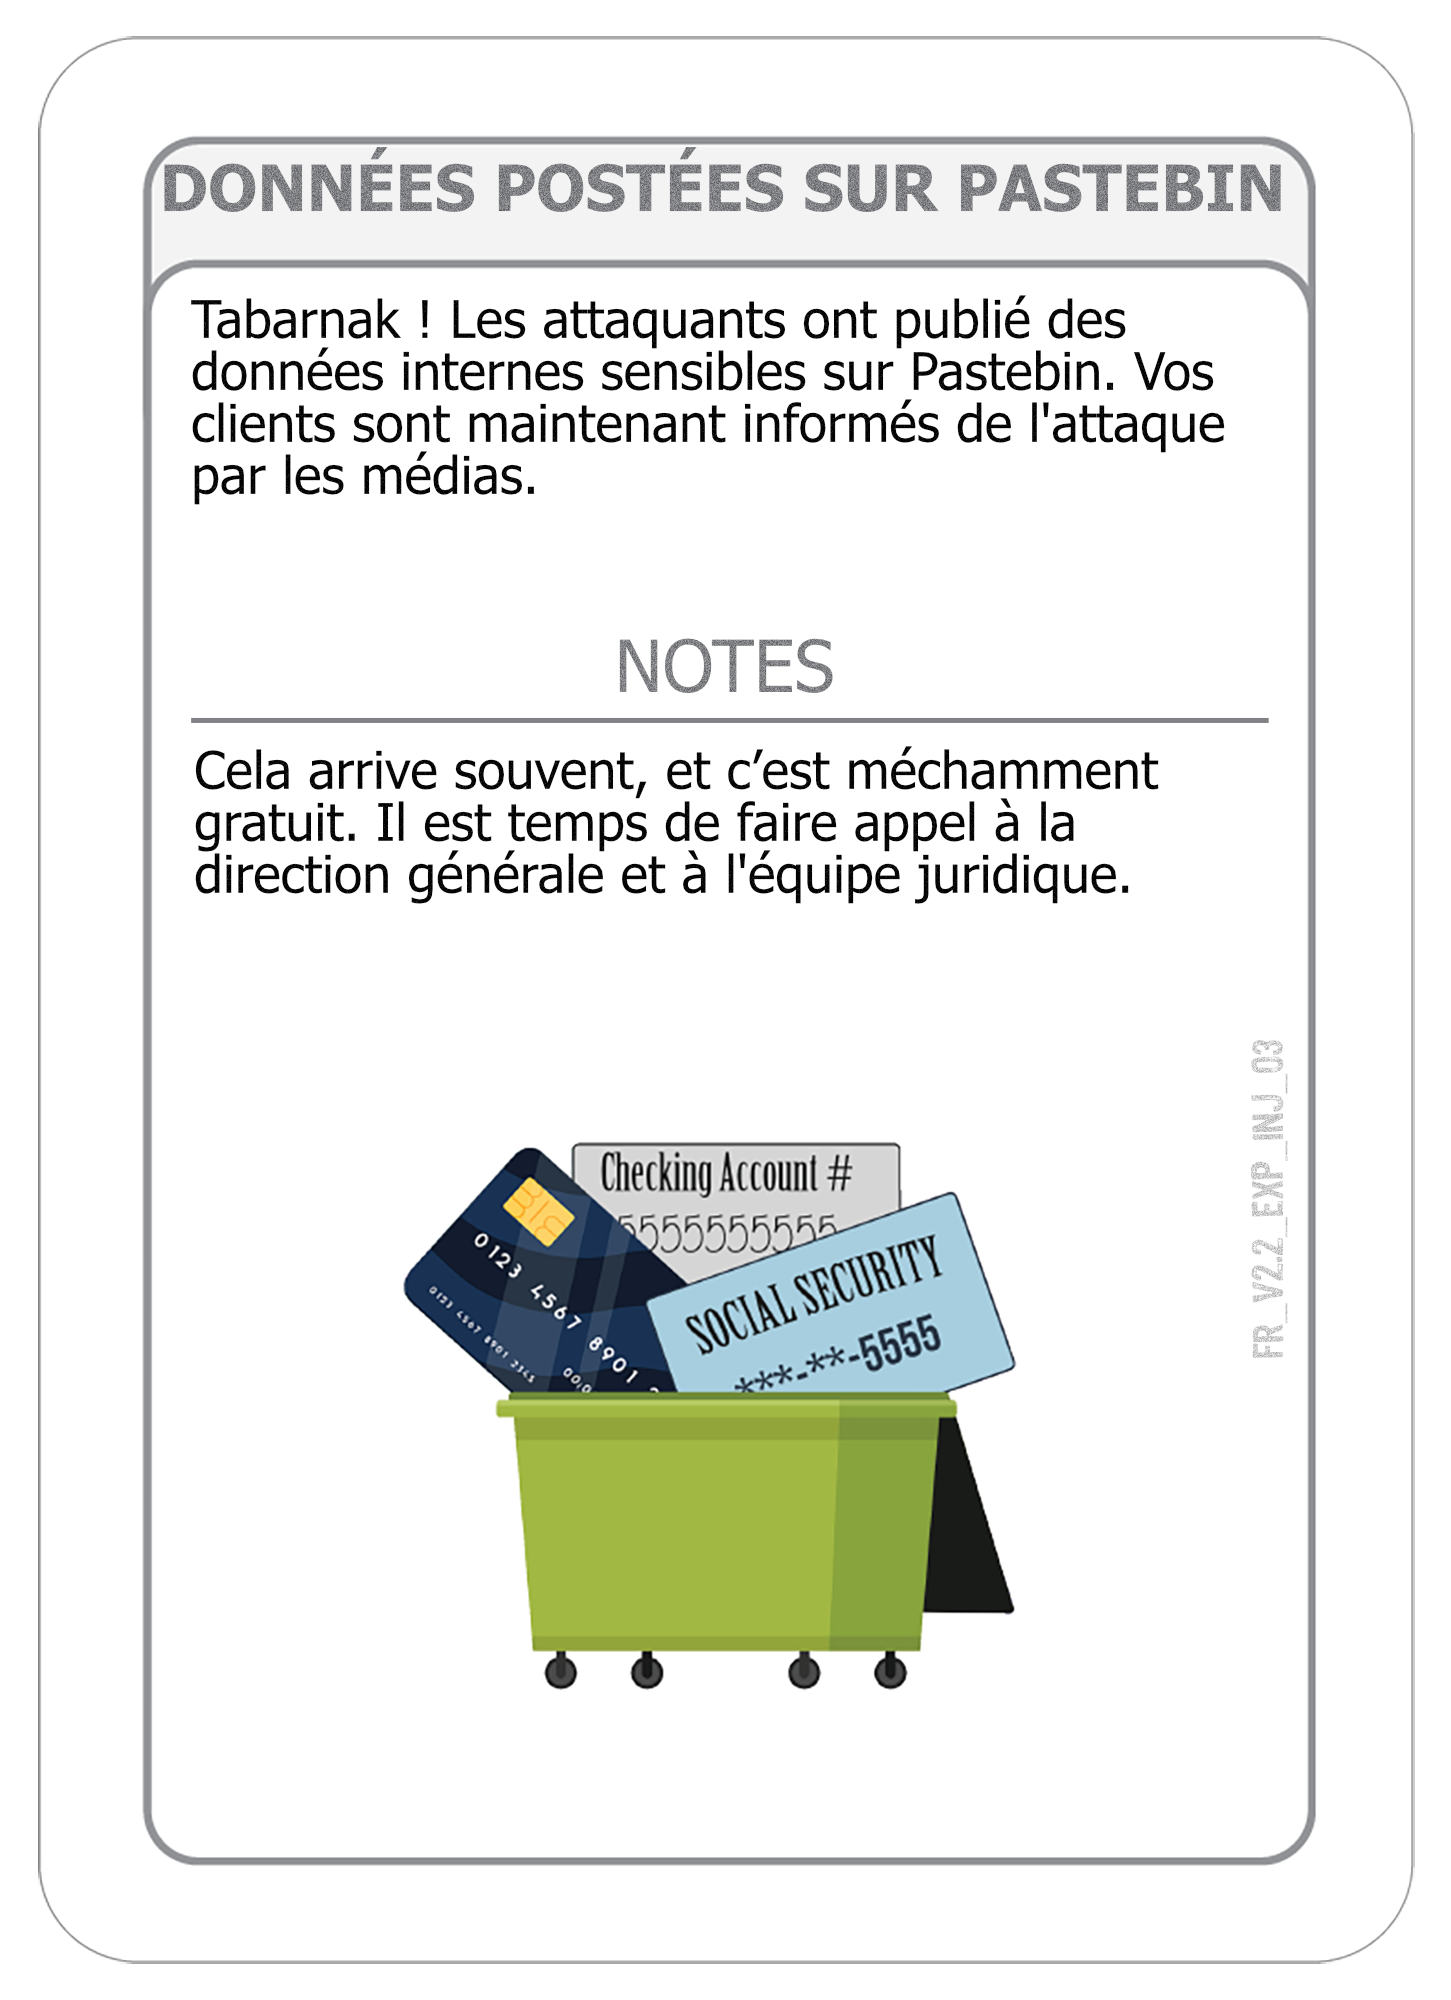 DONNÉES POSTÉES SUR PASTEBIN
Tabarnak ! Les attaquants ont publié des
données internes sensibles sur Pastebin. Vos
clients sont maintenant informés de l'attaque
par les médias.
NOTES
Cela arrive souvent, et c’est méchamment
gratuit. Il est temps de faire appel à la
direction générale et à l'équipe juridique.
FR_V2.2_EXP_INJ_03
Checking Account #
5555555555
0123 4567 8901
0123 4567 8901 2345
SOCIAL SECURITY
***-**-5555